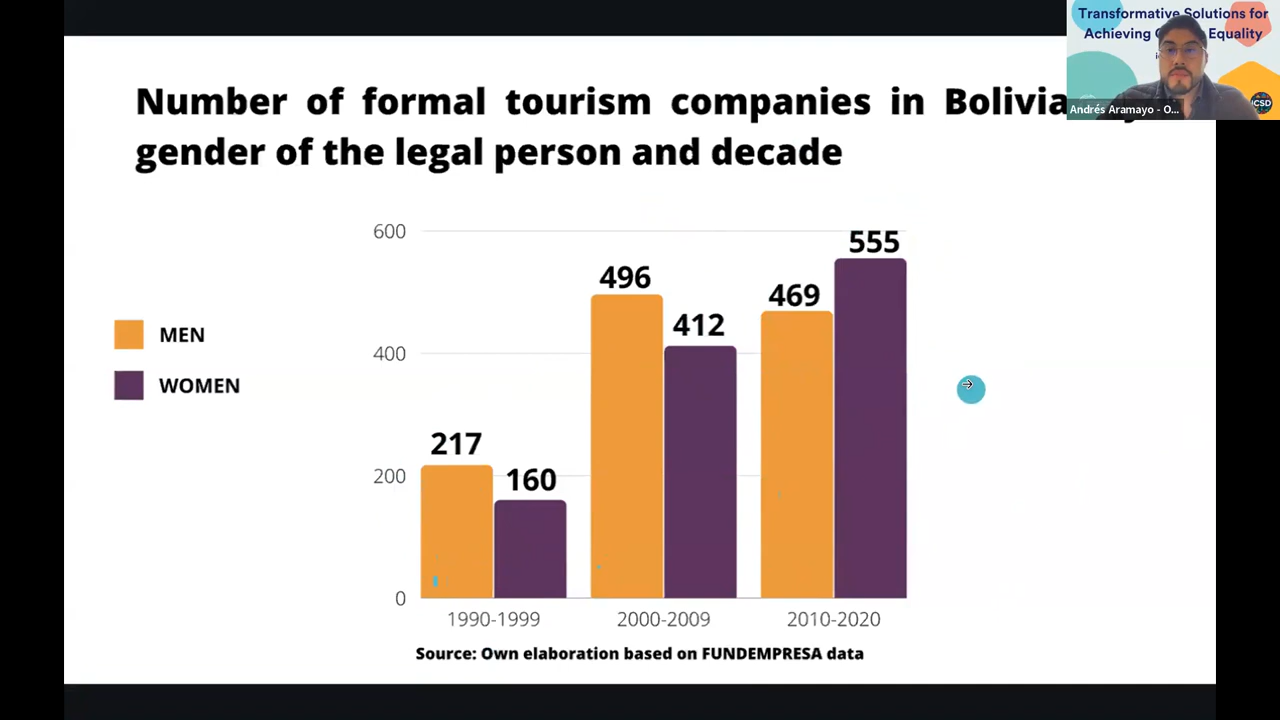 Transformative Solutions for
Achieving Equality
Andrés Aramayo - O...
ICSD
Number of formal tourism companies in Bolivia
gender of the legal person and decade
600
400
200
0
MEN
WOMEN
217
160
496
412
469
555
1990-1999
2000-2009
2010-2020
Source: Own elaboration based on FUNDEMPRESA data